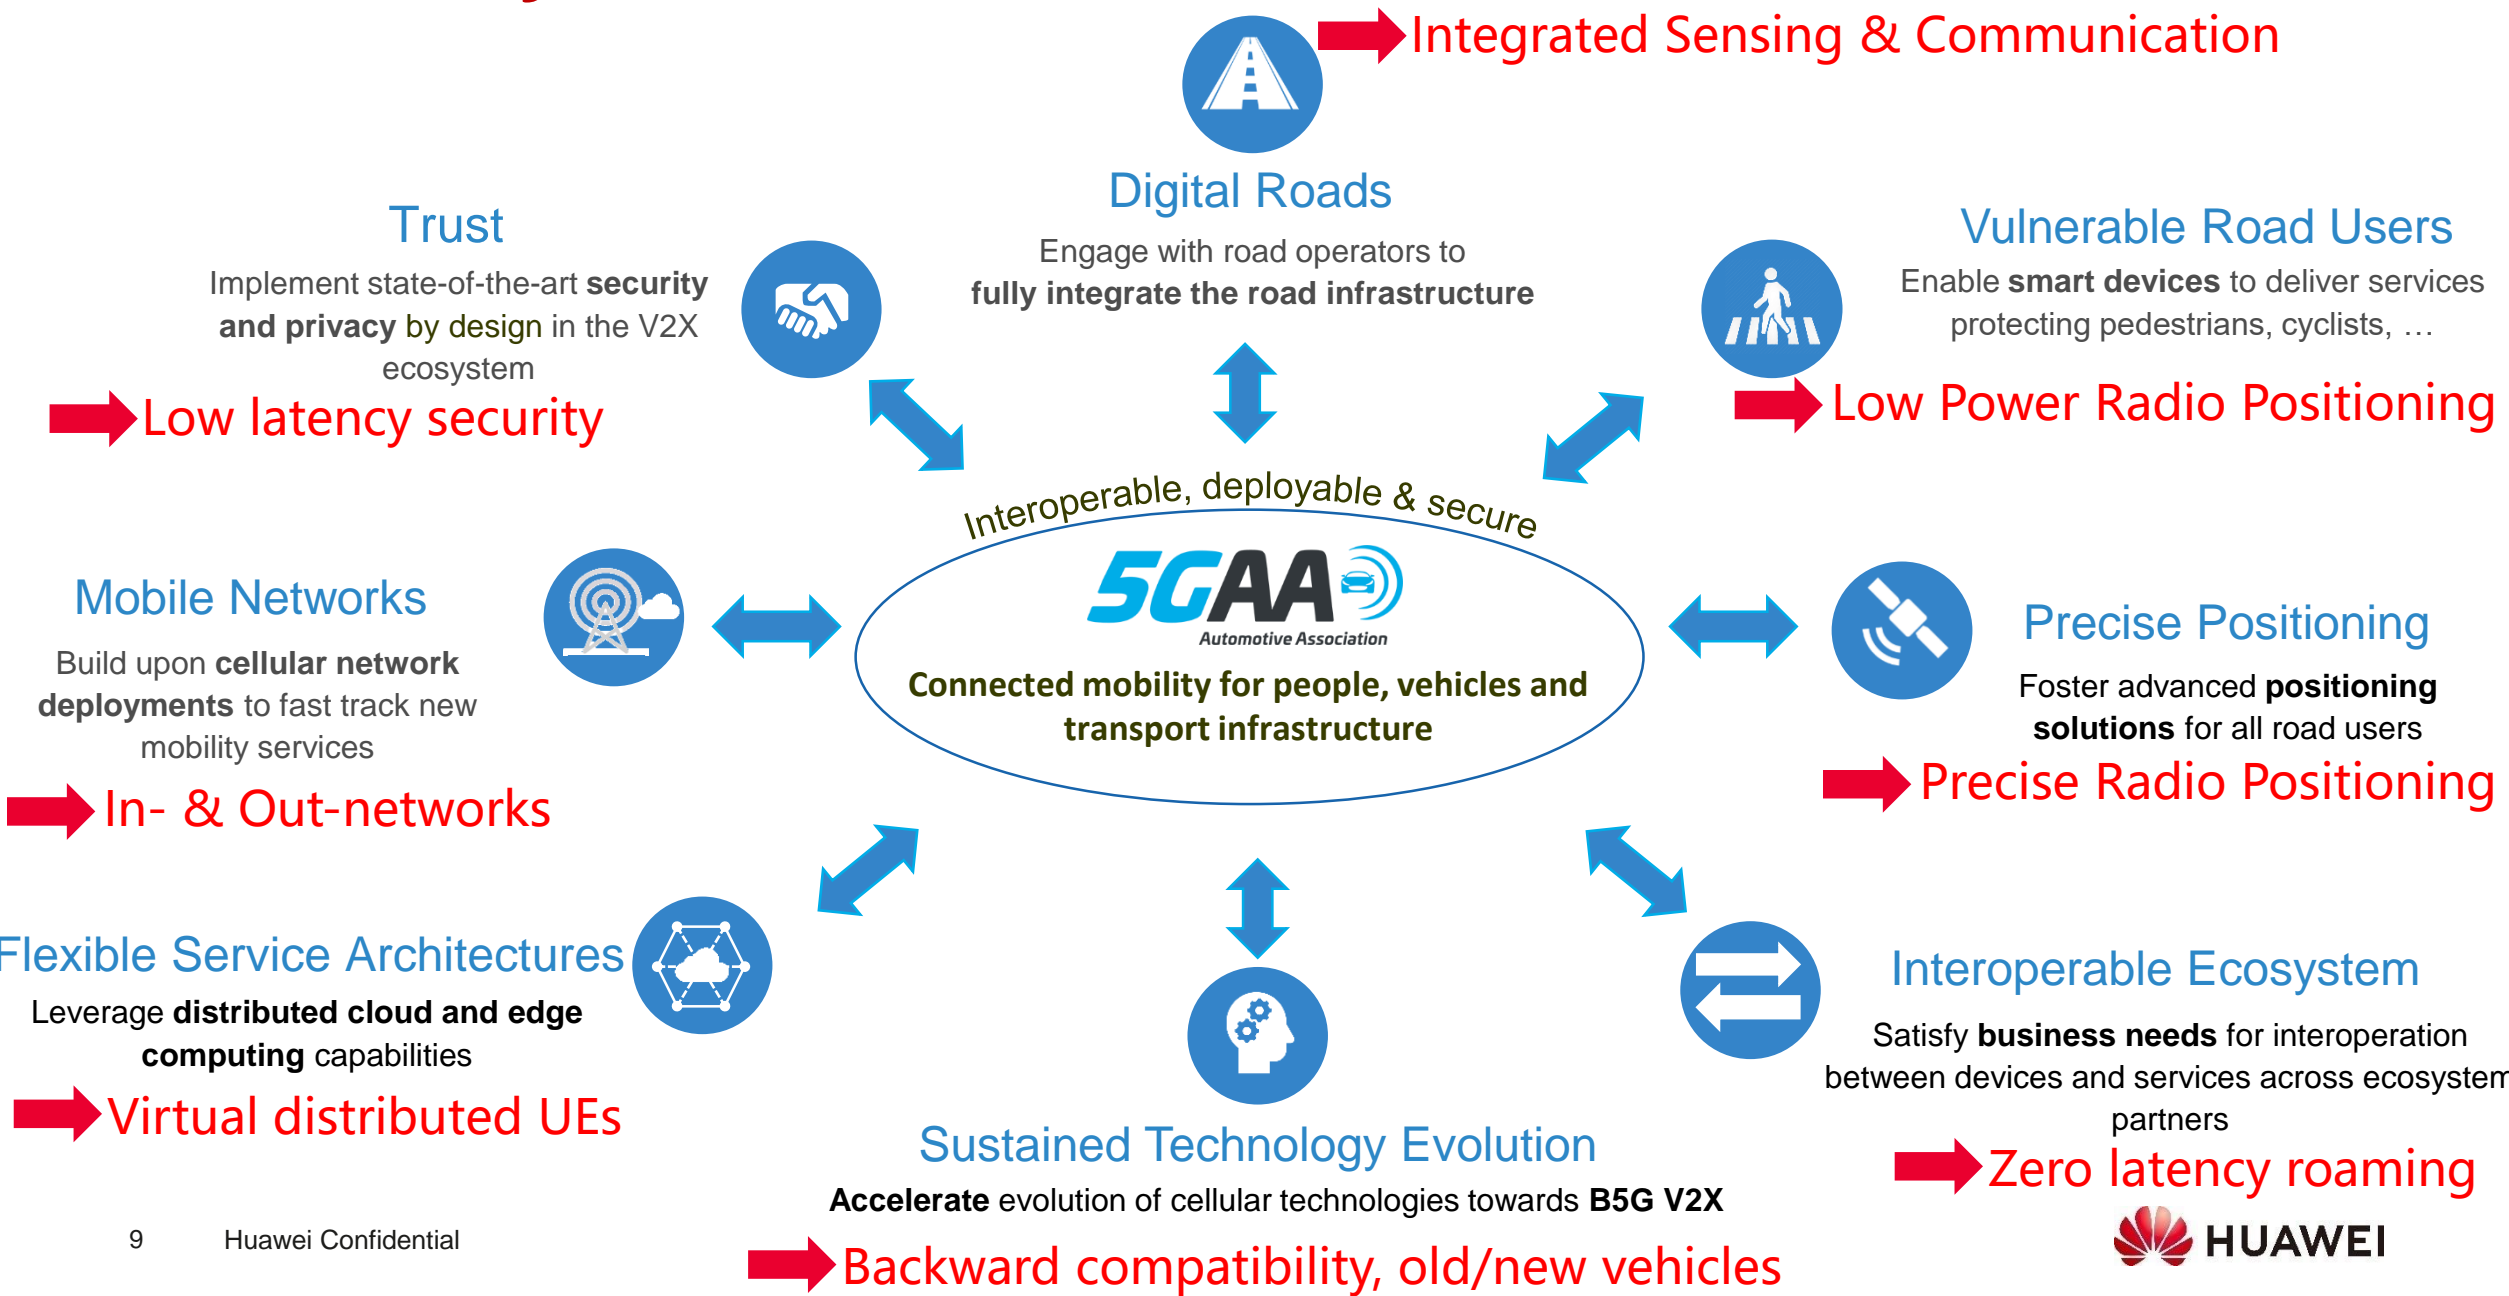 Integrated Sensing & Communication
Digital Roads
Engage with road operators to
fully integrate the road infrastructure
Trust
Implement state-of-the-art security
and privacy by design in the V2X
ecosystem
Low latency security
Vulnerable Road Users
Enable smart devices to deliver services
protecting pedestrians, cyclists, …
Low Power Radio Positioning
Interoperable, deployable & secure
5GAA
Automotive Association
Connected mobility for people, vehicles and
transport infrastructure
Mobile Networks
Build upon cellular network
deployments to fast track new
mobility services
In- & Out-networks
Precise Positioning
Foster advanced positioning
solutions for all road users
Precise Radio Positioning
Flexible Service Architectures
Leverage distributed cloud and edge
computing capabilities
Virtual distributed UEs
Sustained Technology Evolution
Accelerate evolution of cellular technologies towards B5G V2X
Backward compatibility, old/new vehicles
Interoperable Ecosystem
Satisfy business needs for interoperation
between devices and services across ecosystem
partners
Zero latency roaming
9 Huawei Confidential
HUAWEI